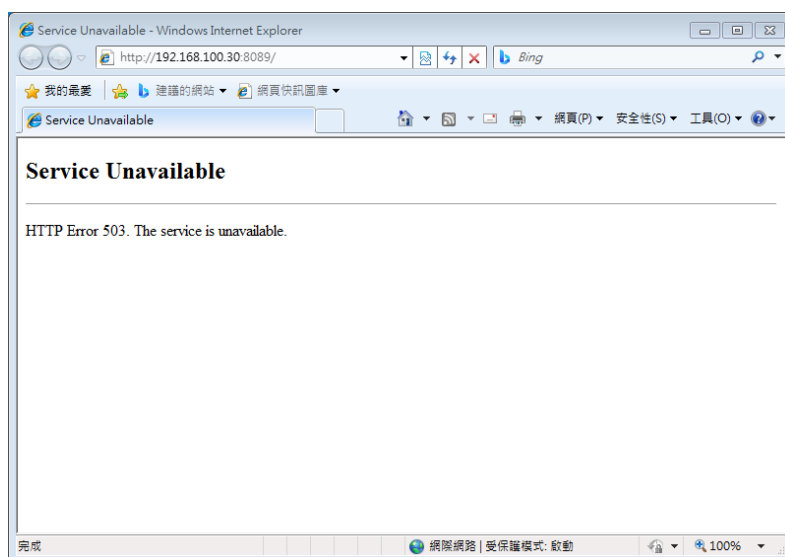 Service Unavailable - Windows Internet Explorer
http://192.168.100.30:8089/
Bing
我的最愛 建議的網站 網頁快訊圖庫
Service Unavailable 網頁(P) 安全性(S) 工具(O)
Service Unavailable
HTTP Error 503. The service is unavailable.
完成 網際網路 | 受保護模式: 啟動 100%